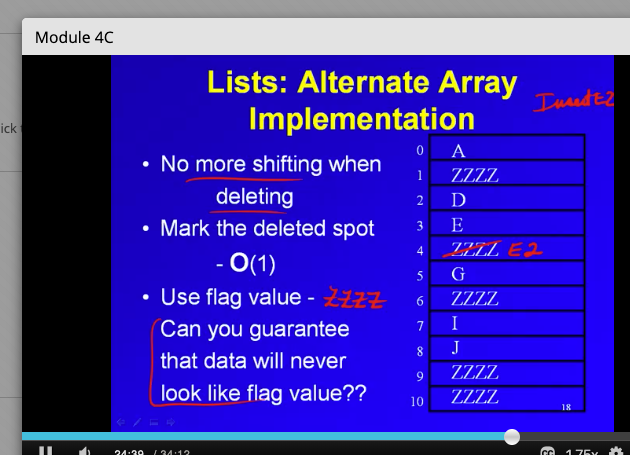 Module 4C
Lists: Alternate Array
Implementation
Insert E2
ick
• No more shifting when
deleting
• Mark the deleted spot
- O(1)
• Use flag value - ZZZZ
Can you guarantee
that data will never
look like flag value??
0 A
1 ZZZZ
2 D
3 E
4 ZZZZ E2
5 G
6 ZZZZ
7 I
8 J
9 ZZZZ
10 ZZZZ
18
24:39 / 34:12
CC 1.75x